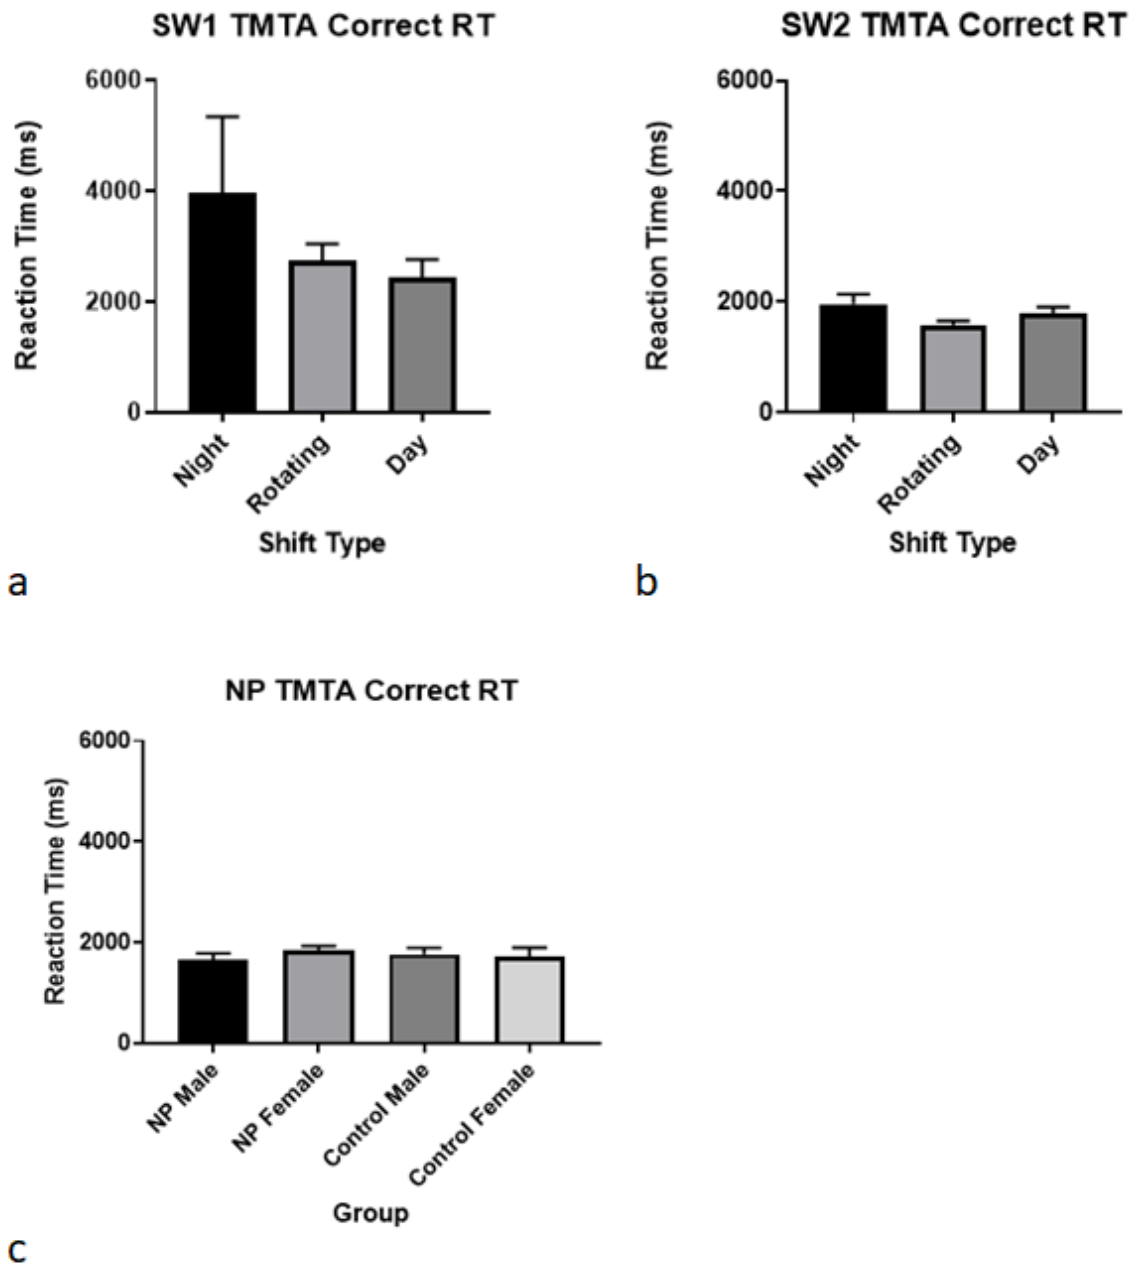 SW1 TMTA Correct RT
Reaction Time (ms)
6000
4000
2000
0
Night
Rotating
Day
Shift Type
a
SW2 TMTA Correct RT
Reaction Time (ms)
6000
4000
2000
0
Night
Rotating
Day
Shift Type
b
NP TMTA Correct RT
Reaction Time (ms)
6000
4000
2000
0
NP Male
NP Female
Control Male
Control Female
Group
c